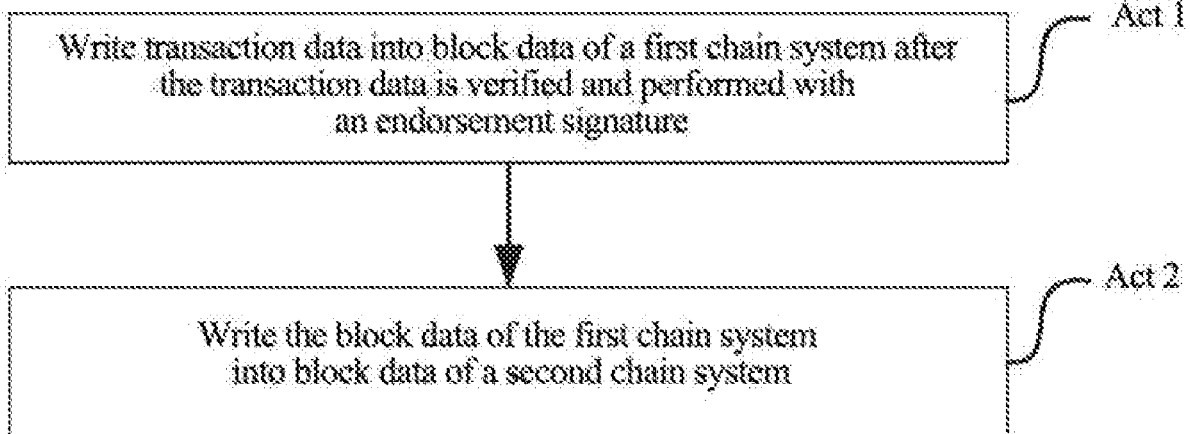 Act 1
Write transaction data into block data of a first chain system after
the transaction data is verified and performed with
an endorsement signature
Act 2
Write the block data of the first chain system
into block data of a second chain system